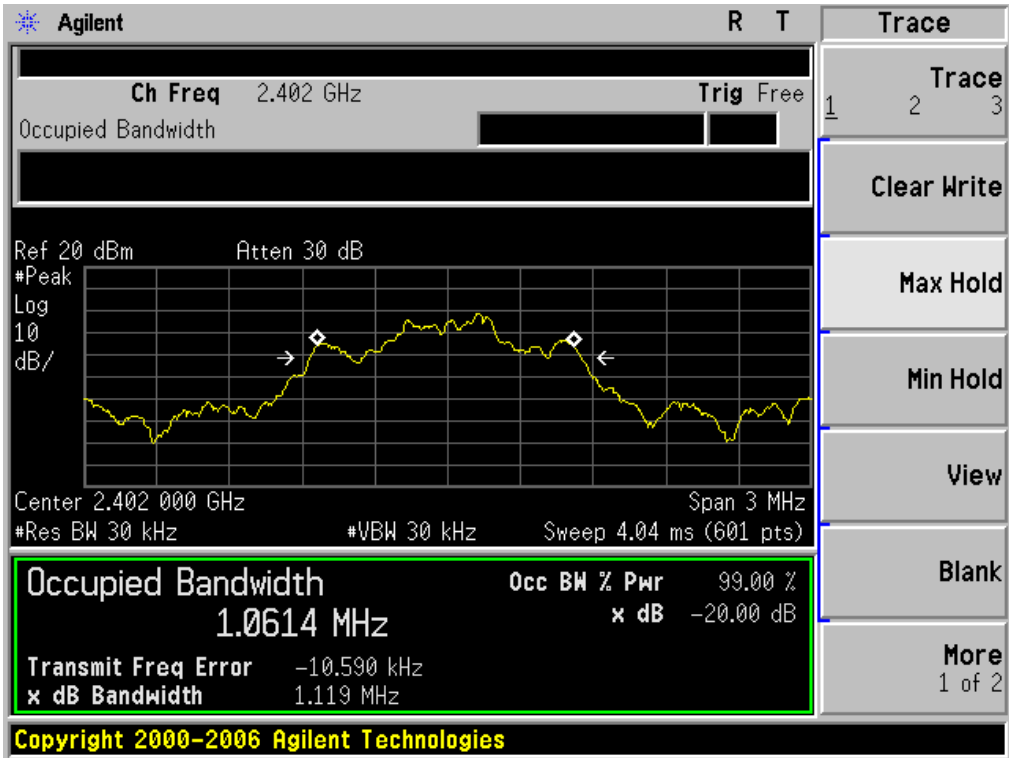 Agilent R T
Ch Freq 2.402 GHz Trig Free
Occupied Bandwidth
Ref 20 dBm Atten 30 dB
#Peak
Log
10
dB/
Center 2.402 000 GHz Span 3 MHz
#Res BW 30 kHz #VBW 30 kHz Sweep 4.04 ms (601 pts)
Occupied Bandwidth Occ BW % Pwr 99.00 %
1.0614 MHz x dB -20.00 dB
Transmit Freq Error -10.590 kHz
x dB Bandwidth 1.119 MHz
Copyright 2000-2006 Agilent Technologies
Trace
Trace
1 2 3
Clear Write
Max Hold
Min Hold
View
Blank
More
1 of 2